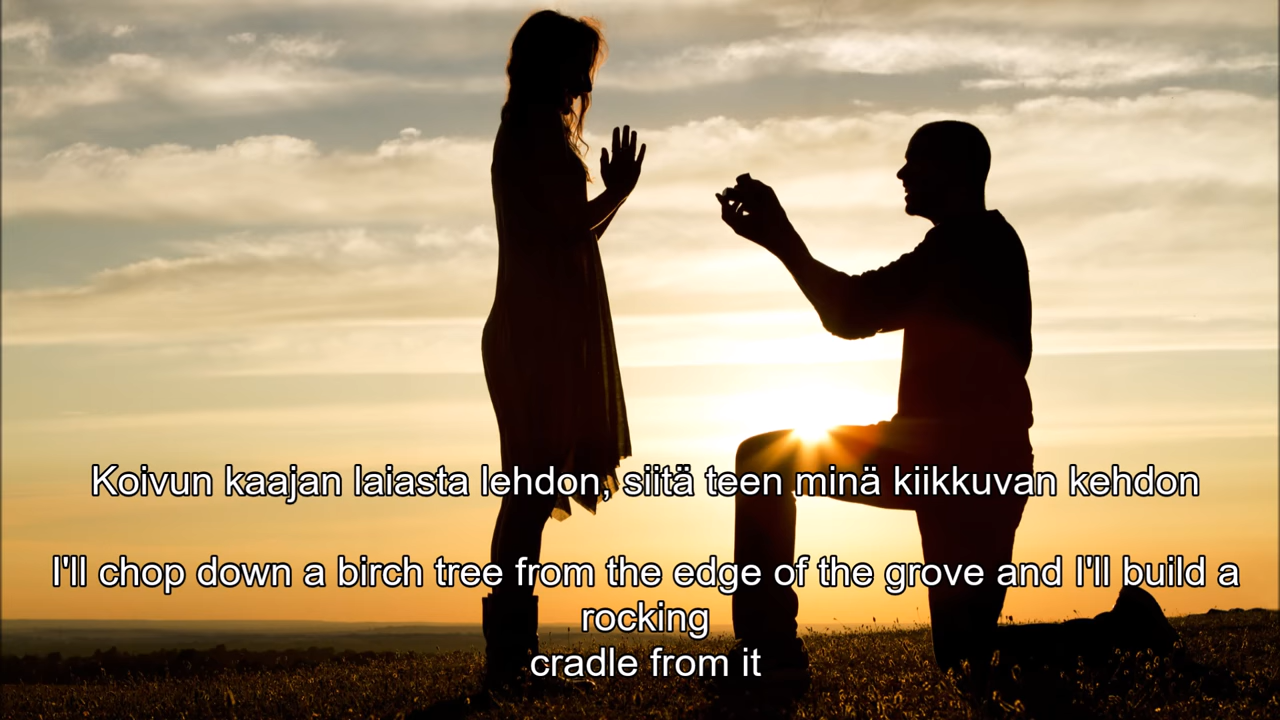 Koivun kaajan laiasta lehdon, siitä teen minä kiikkuvan kehdon
I'll chop down a birch tree from the edge of the grove and I'll build a
rocking
cradle from it